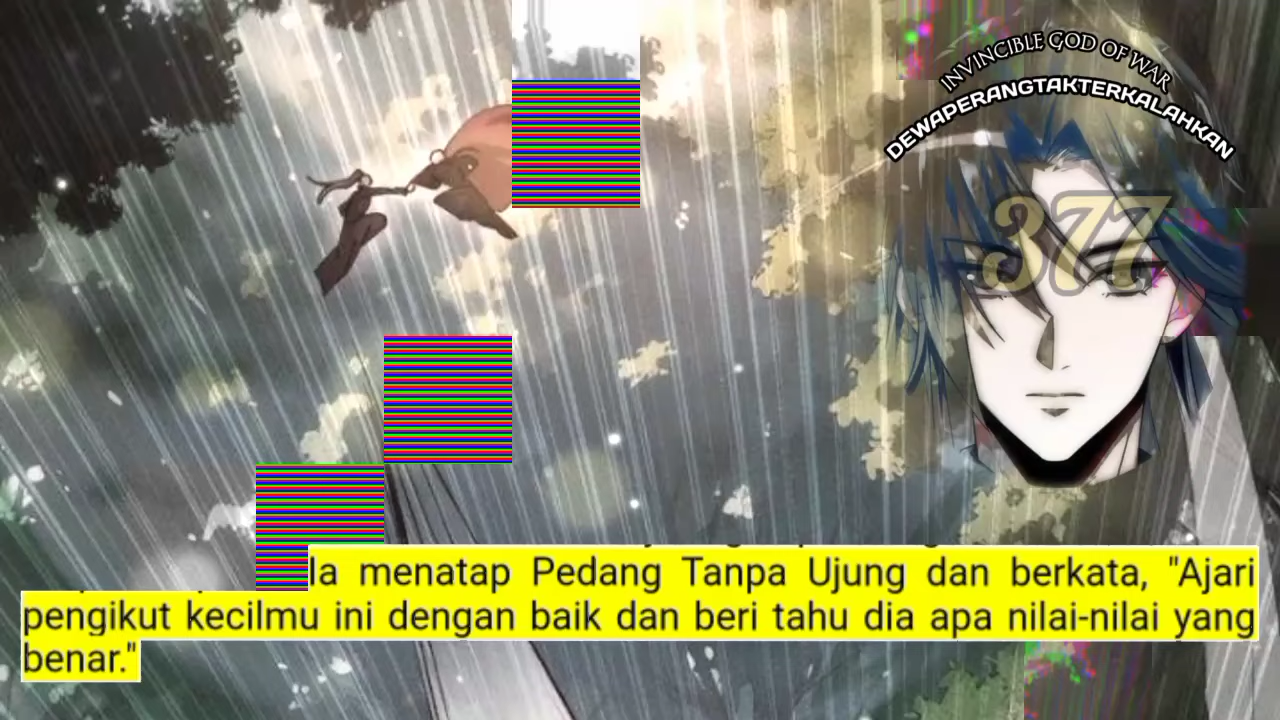 INVINCIBLE GOD OF WAR
DEWAPERANGTAKTERKALAHKAN
377
Ia menatap Pedang Tanpa Ujung dan berkata, "Ajari
pengikut kecilmu ini dengan baik dan beri tahu dia apa nilai-nilai yang
benar."